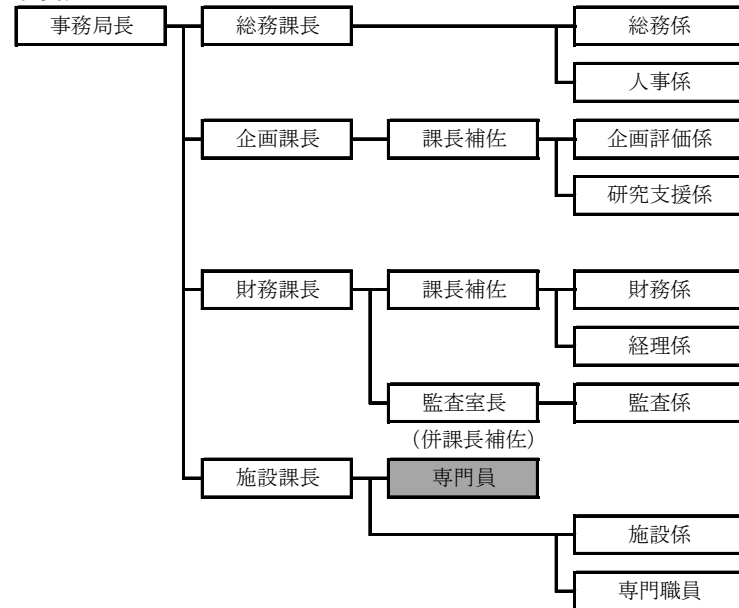 事務局長 総務課長 総務係
人事係
企画課長 課長補佐 企画評価係
研究支援係
財務課長 課長補佐 財務係
経理係
監査室長 監査係
(併課長補佐)
施設課長 専門員
施設係
専門職員